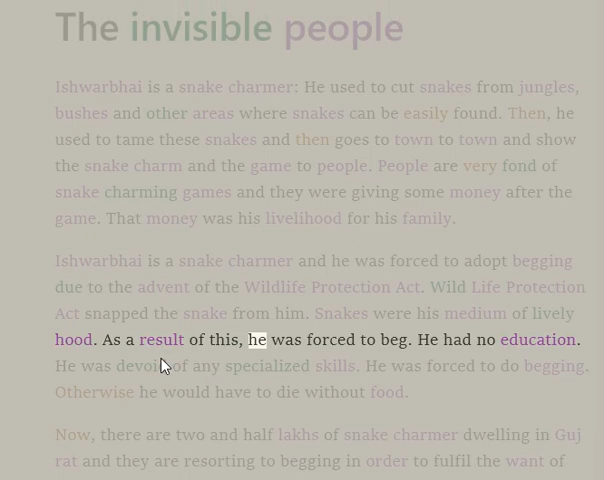 The invisible people
Ishwarbhai is a snake charmer: He used to cut snakes from jungles,
bushes and other areas where snakes can be easily found. Then, he
used to tame these snakes and then goes to town to town and show
the snake charm and the game to people. People are very fond of
snake charming games and they were giving some money after the
game. That money was his livelihood for his family.
Ishwarbhai is a snake charmer and he was forced to adopt begging
due to the advent of the Wildlife Protection Act. Wild Life Protection
Act snapped the snake from him. Snakes were his medium of lively
hood. As a result of this, he was forced to beg. He had no education.
He was devoid of any specialized skills. He was forced to do begging.
Otherwise he would have to die without food.
Now, there are two and half lakhs of snake charmer dwelling in Guj
rat and they are resorting to begging in order to fulfil the want of